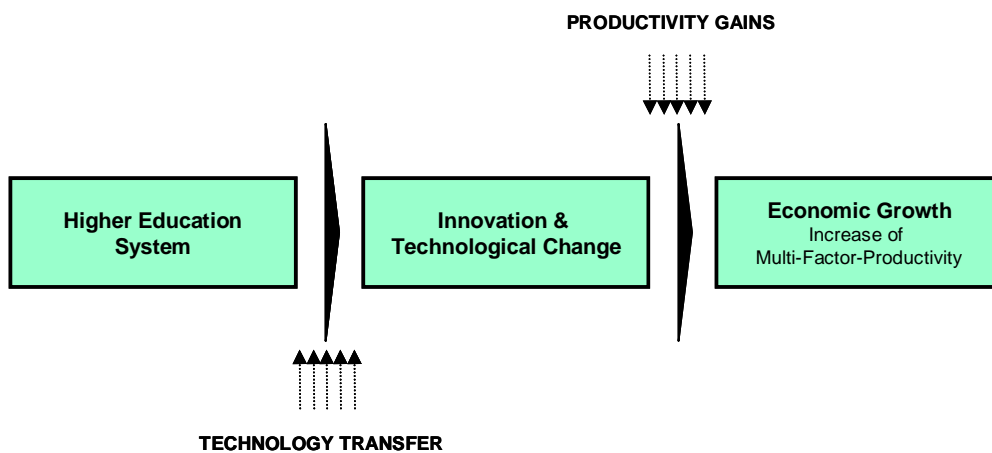 PRODUCTIVITY GAINS
Higher Education
System
Innovation &
Technological Change
Economic Growth
Increase of
Multi-Factor-Productivity
TECHNOLOGY TRANSFER